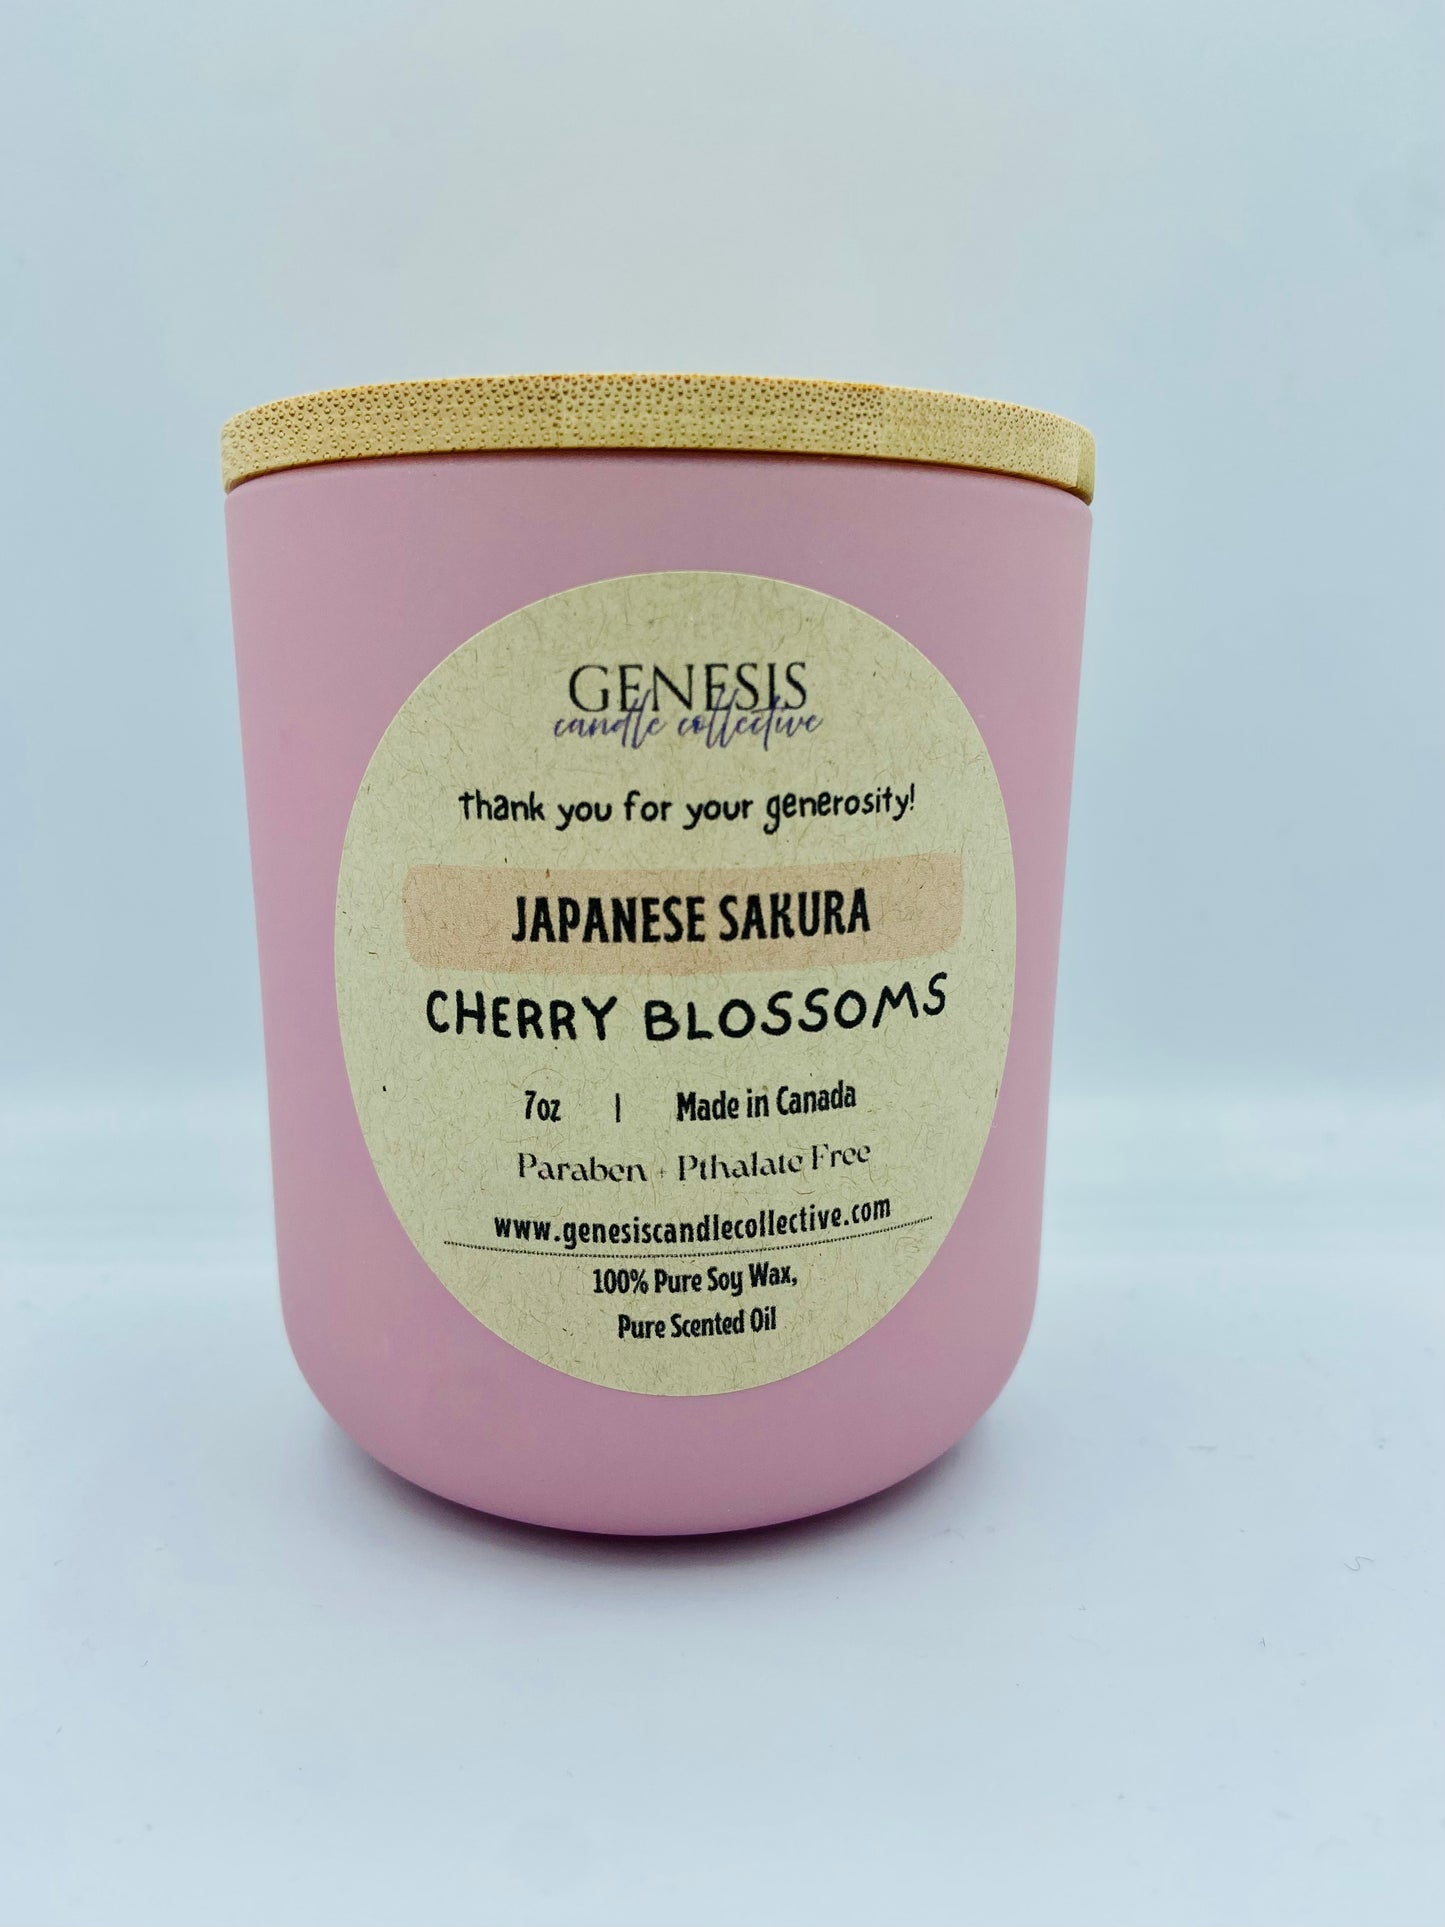 GENESIS
candle collective
Thank you for your generosity!
JAPANESE SAKURA
CHERRY BLOSSOMS
7oz | Made in Canada
Paraben + Pthalate Free
www.genesiscandlecollective.com
100% Pure Soy Wax,
Pure Scented Oil